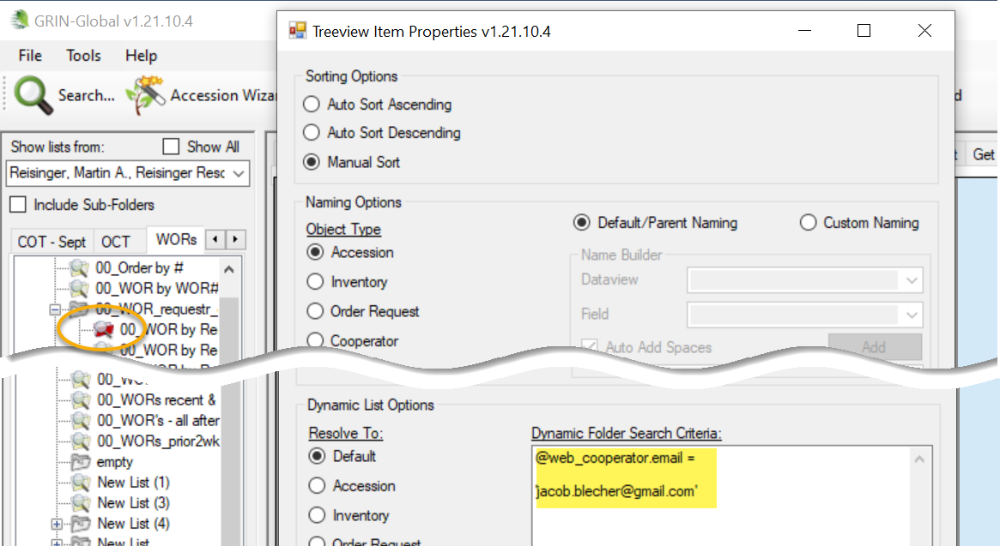 GRIN-Global v1.21.10.4
File Tools Help
Search... Accession Wizar
Show lists from: Show All
Reisinger, Martin A., Reisinger Resc
Include Sub-Folders
COT - Sept OCT WORs
00_Order by #
00_WOR by WOR#
00_WOR_requestr_
00_WOR by Re
00_WOR by Re
00_WORs recent &
00_WOR's - all after
00_WORs_prior2wk
empty
New List (1)
New List (3)
New List (4)
New List
Treeview Item Properties v1.21.10.4
Sorting Options
Auto Sort Ascending
Auto Sort Descending
Manual Sort
Naming Options
Object Type
Accession
Inventory
Order Request
Cooperator
Default/Parent Naming Custom Naming
Name Builder
Dataview
Field
Auto Add Spaces Add
Dynamic List Options
Resolve To:
Default
Accession
Inventory
Order Request
Dynamic Folder Search Criteria:
@web_cooperator.email =
'jacob.blecher@gmail.com'
d
t Get